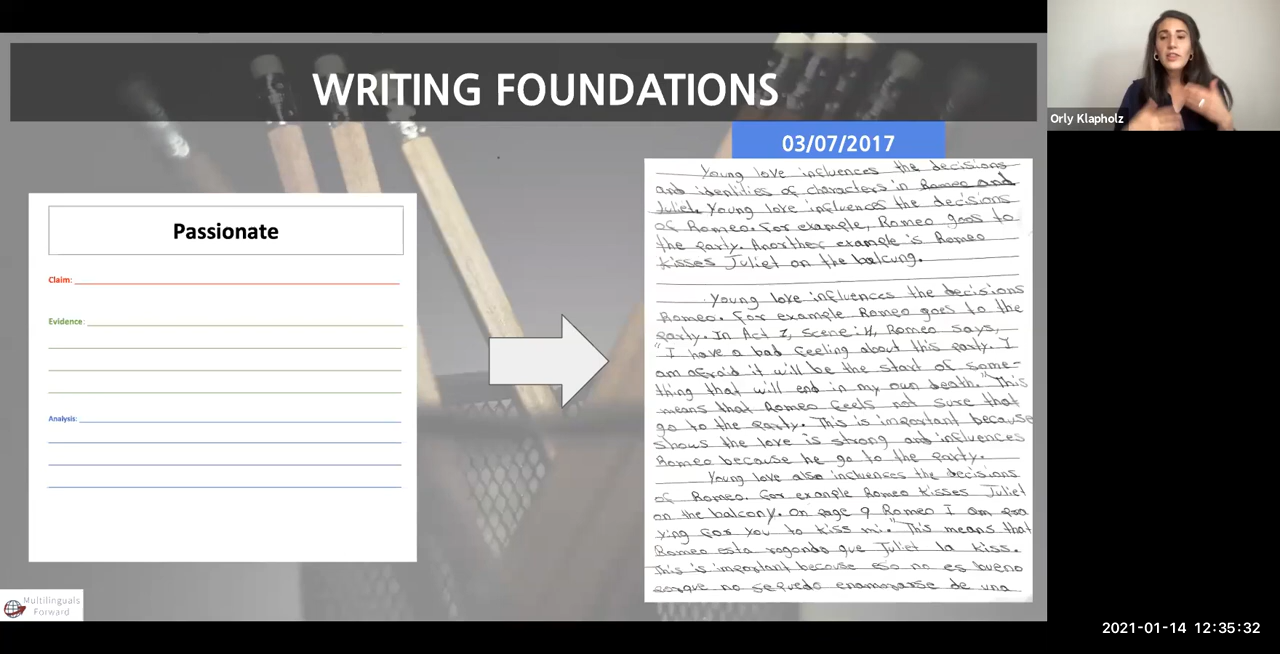 WRITING FOUNDATIONS
Orly Klapholz
03/07/2017
Passionate
Claim:
Evidence:
Analysis:
Young love influences the decisions
and identities of characters in Romeo and
Juliet. Young love influences the decisions
of Romeo. For example, Romeo goos to
the party. Another example is Romeo
kisses Juliet on the balcung.
Young love influences the decisions
Romeo. For example Romeo goes to the
party. In Act I, Scene: 4, Romeo says,
"I have a bad feeling about this party. I
am afraid it will be the start of some-
thing that will end in my own death." This
means that Romeo feels not sure that
go to the party. This is important because
shows the love is strong and influences
Romeo because he go to the party.
Young love also influences the decisions
of Romeo. For example Romeo kisses Juliet
on the balcony. On page 9 Romeo I am pra
ying for you to kiss mi." This means that
Romeo esta rogondo que Juliet la kiss.
This is important because eso no es bueno
porque no sepuedo enamorarse de una
Multilinguals
Forward
2021-01-14 12:35:32